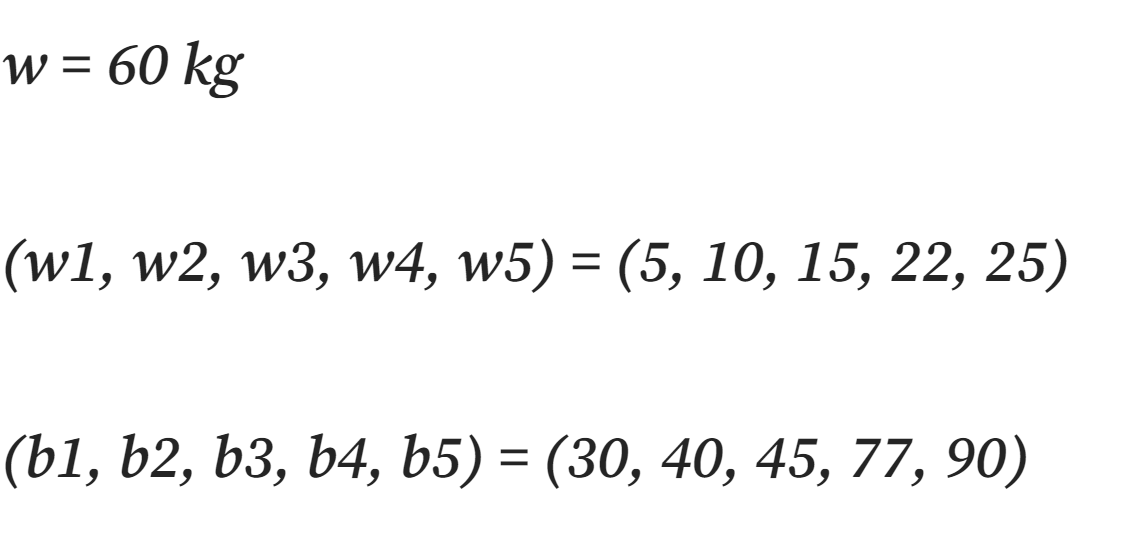 w = 60 kg
(w1, w2, w3, w4, w5) = (5, 10, 15, 22, 25)
(b1, b2, b3, b4, b5) = (30, 40, 45, 77, 90)